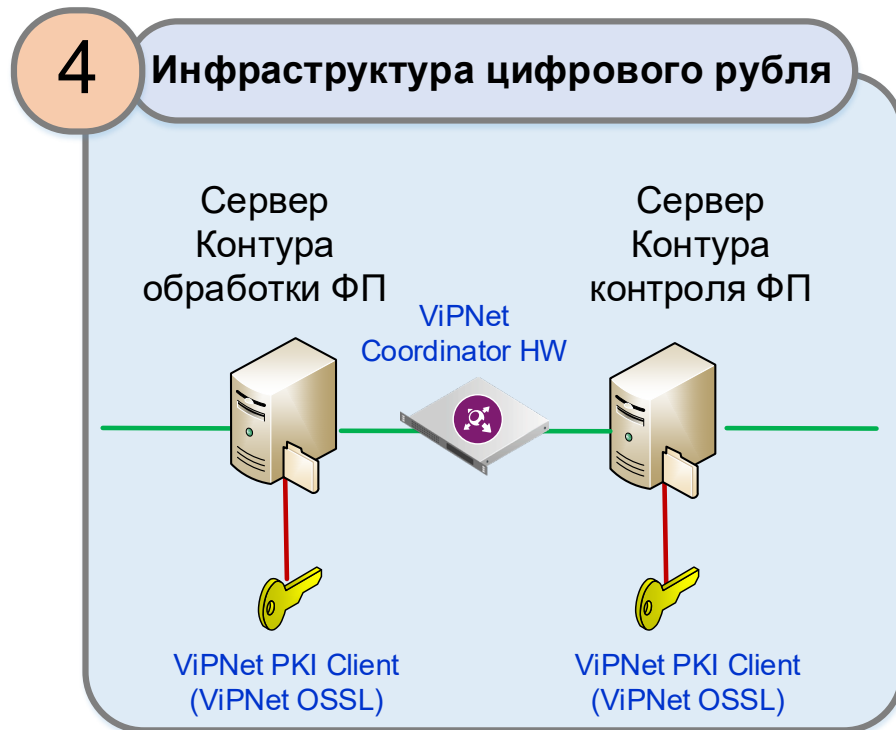 4
Инфраструктура цифрового рубля
Сервер
Контура
обработки ФП
Сервер
Контура
контроля ФП
ViPNet
Coordinator HW
ViPNet PKI Client
(ViPNet OSSL)
ViPNet PKI Client
(ViPNet OSSL)